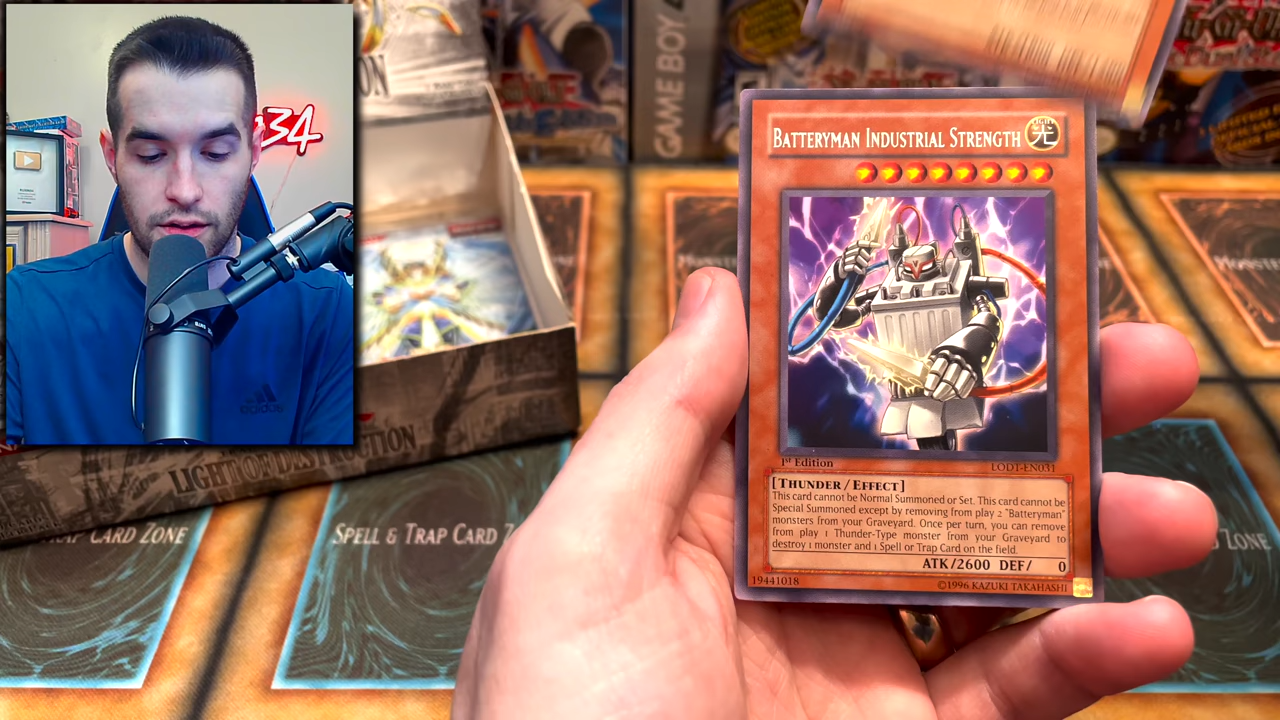 34
adidas
LIGHT OF DESTRUCTION
GAME BOY
BATTERYMAN INDUSTRIAL STRENGTH
LIGHT
光
1st Edition
LODT-EN031
[THUNDER / EFFECT]
This card cannot be Normal Summoned or Set. This card cannot be
Special Summoned except by removing from play 2 "Batteryman"
monsters from your Graveyard. Once per turn, you can remove
from play 1 Thunder-Type monster from your Graveyard to
destroy 1 monster and 1 Spell or Trap Card on the field.
ATK/2600 DEF/ 0
19441018
©1996 KAZUKI TAKAHASHI
CARD ZONE
SPELL & TRAP CARD
ZONE